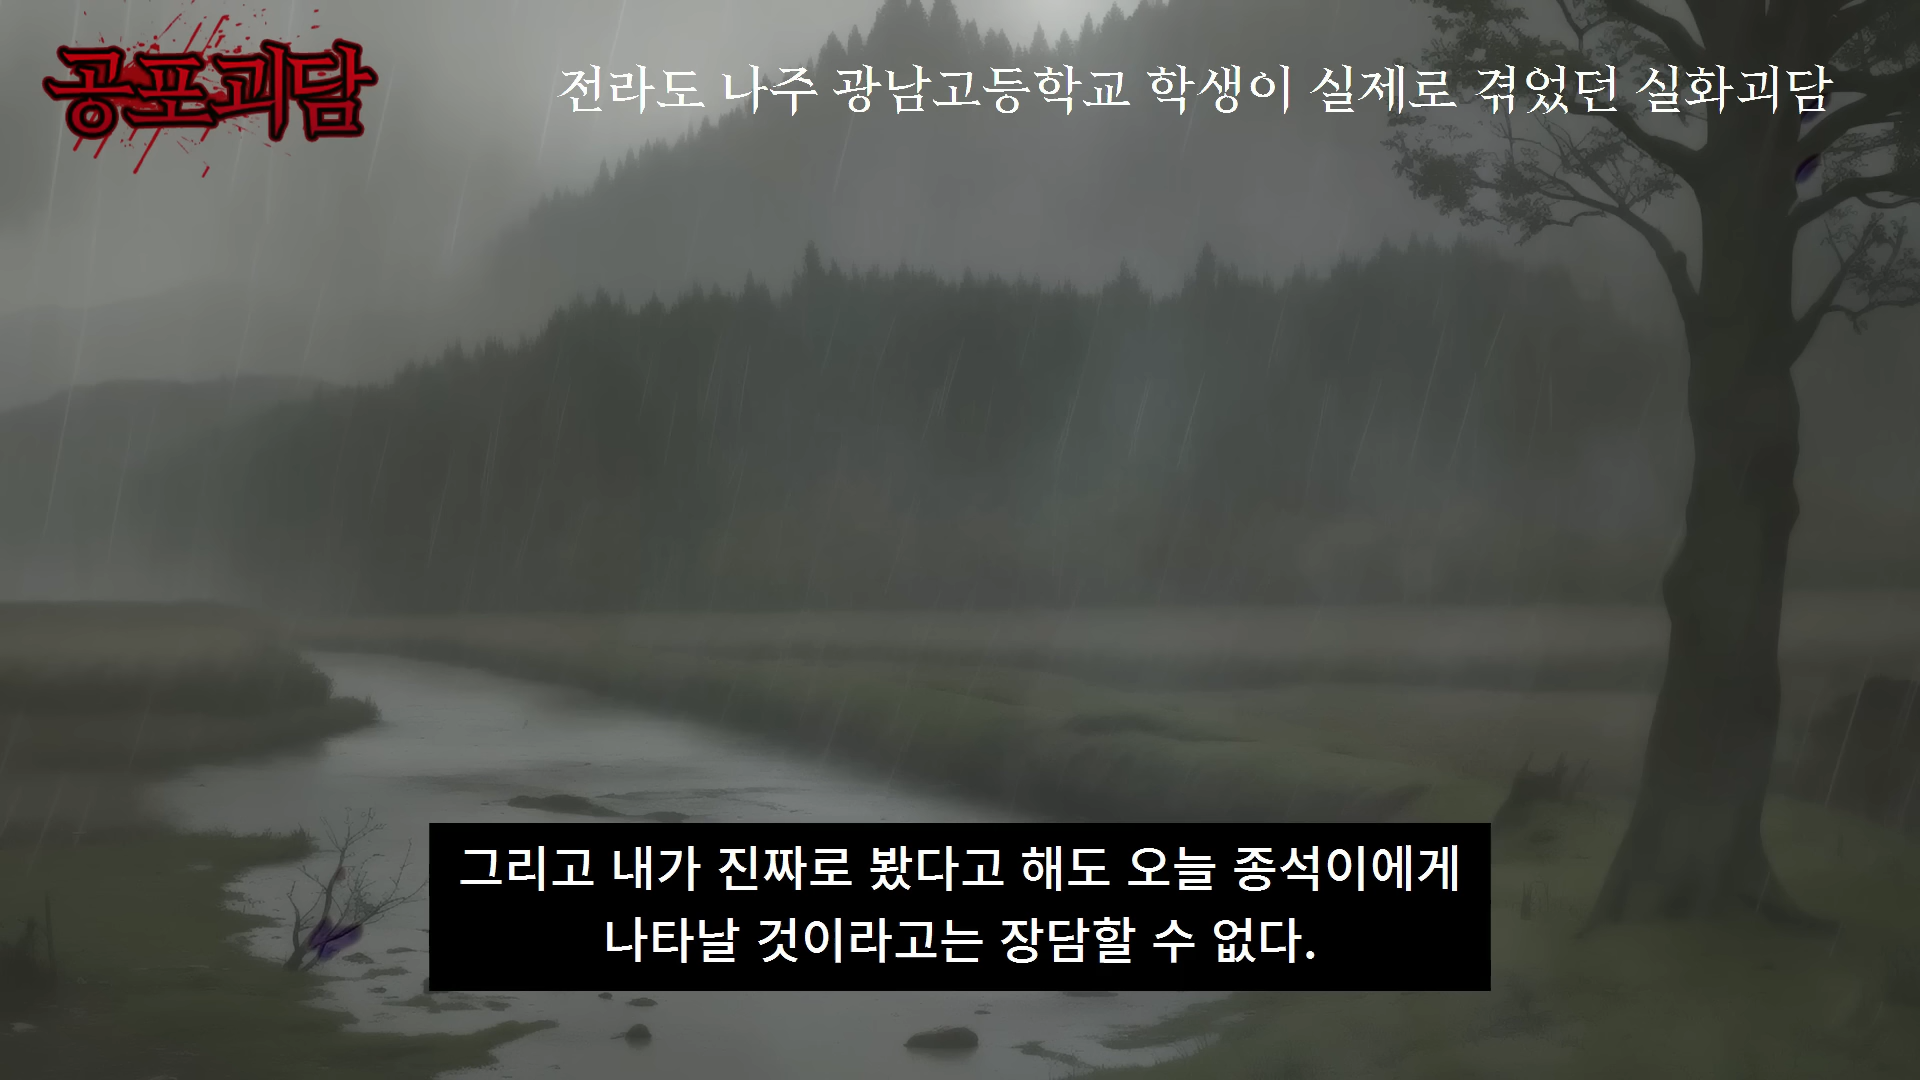 공포괴담
전라도 나주 광남고등학교 학생이 실제로 겪었던 실화괴담
그리고 내가 진짜로 봤다고 해도 오늘 종석이에게
나타날 것이라고는 장담할 수 없다.